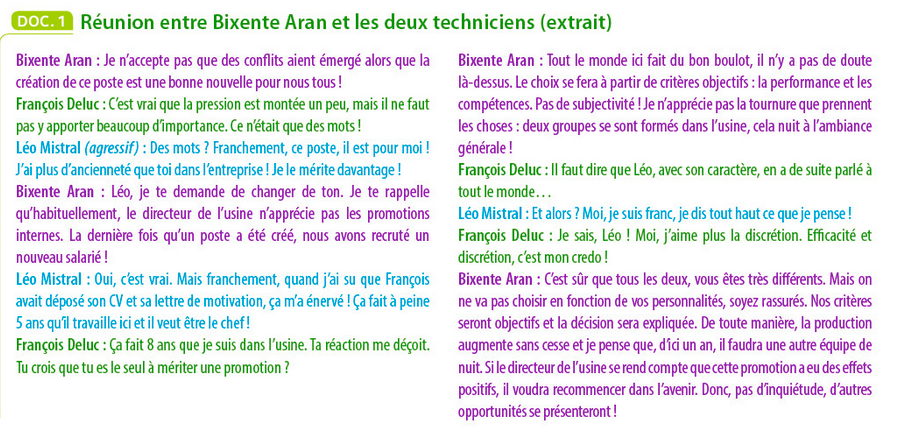 DOC. 1 Réunion entre Bixente Aran et les deux techniciens (extrait)
Bixente Aran : Je n'accepte pas que des conflits aient émergé alors que la
création de ce poste est une bonne nouvelle pour nous tous !
François Deluc : C'est vrai que la pression est montée un peu, mais il ne faut
pas y apporter beaucoup d'importance. Ce n'était que des mots !
Léo Mistral (agressif) : Des mots ? Franchement, ce poste, il est pour moi !
J'ai plus d'ancienneté que toi dans l'entreprise ! Je le mérite davantage !
Bixente Aran : Léo, je te demande de changer de ton. Je te rappelle
qu'habituellement, le directeur de l'usine n'apprécie pas les promotions
internes. La dernière fois qu'un poste a été créé, nous avons recruté un
nouveau salarié !
Léo Mistral : Oui, c'est vrai. Mais franchement, quand j'ai su que François
avait déposé son CV et sa lettre de motivation, ça m'a énervé ! Ça fait à peine
5 ans qu'il travaille ici et il veut être le chef !
François Deluc : Ça fait 8 ans que je suis dans l'usine. Ta réaction me déçoit.
Tu crois que tu es le seul à mériter une promotion ?
Bixente Aran : Tout le monde ici fait du bon boulot, il n'y a pas de doute
là-dessus. Le choix se fera à partir de critères objectifs : la performance et les
compétences. Pas de subjectivité ! Je n'apprécie pas la tournure que prennent
les choses : deux groupes se sont formés dans l'usine, cela nuit à l'ambiance
générale !
François Deluc : Il faut dire que Léo, avec son caractère, en a de suite parlé à
tout le monde…
Léo Mistral : Et alors ? Moi, je suis franc, je dis tout haut ce que je pense !
François Deluc : Je sais, Léo ! Moi, j'aime plus la discrétion. Efficacité et
discrétion, c'est mon credo !
Bixente Aran : C'est sûr que tous les deux, vous êtes très différents. Mais on
ne va pas choisir en fonction de vos personnalités, soyez rassurés. Nos critères
seront objectifs et la décision sera expliquée. De toute manière, la production
augmente sans cesse et je pense que, d'ici un an, il faudra une autre équipe de
nuit. Si le directeur de l'usine se rend compte que cette promotion a eu des effets
positifs, il voudra recommencer dans l'avenir. Donc, pas d'inquiétude, d'autres
opportunités se présenteront !